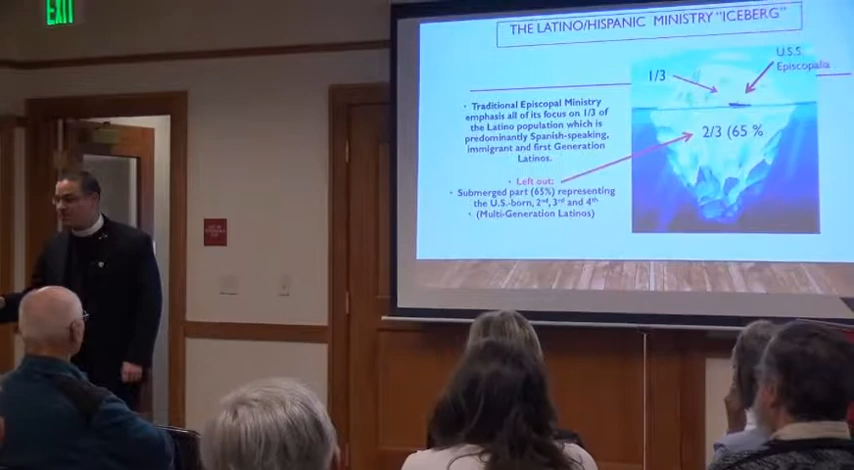 EXIT
THE LATINO/HISPANIC MINISTRY "ICEBERG"
U.S.
Episcopalia
1/3
2/3 (65 %
• Traditional Episcopal Ministry
emphasis all of its focus on 1/3 of
the Latino population which is
predominantly Spanish-speaking,
immigrant and first Generation
Latinos.
• Left out:
• Submerged part (65%) representing
the U.S.-born, 2nd, 3rd and 4th
• (Multi-Generation Latinos)